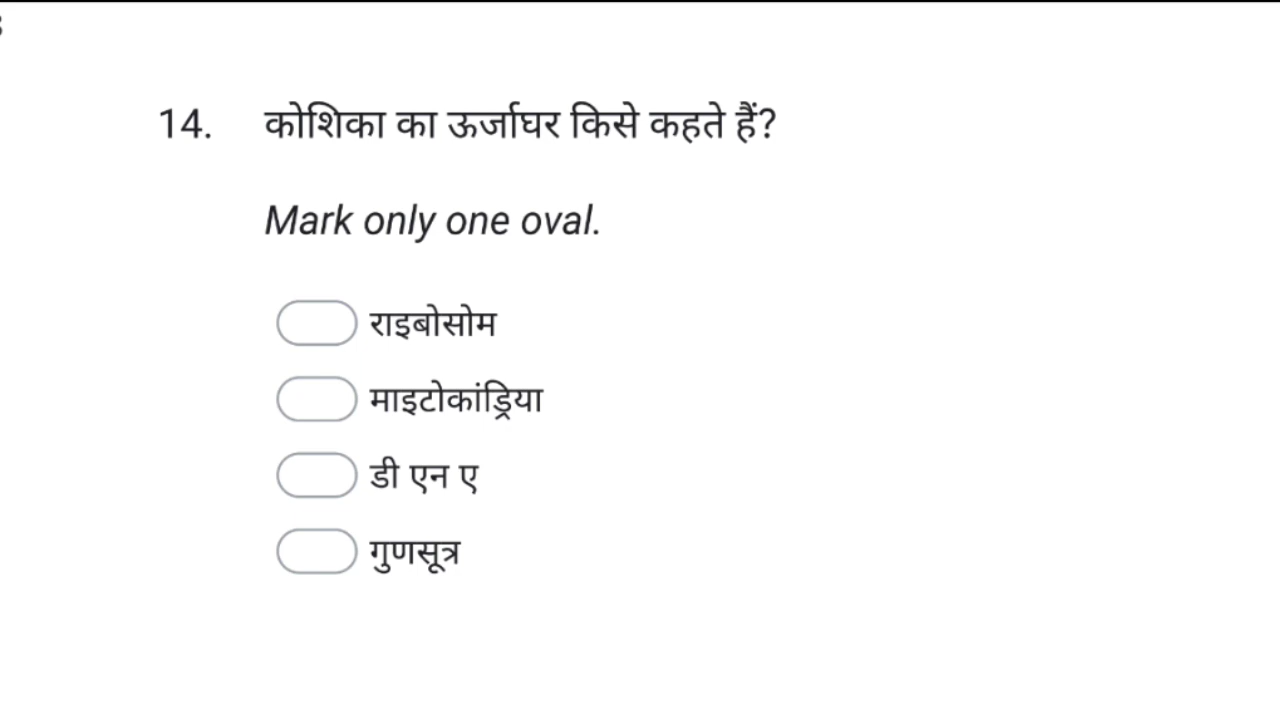 14. कोशिका का ऊर्जाघर किसे कहते हैं?
Mark only one oval.
राइबोसोम
माइटोकांड्रिया
डी एन ए
गुणसूत्र